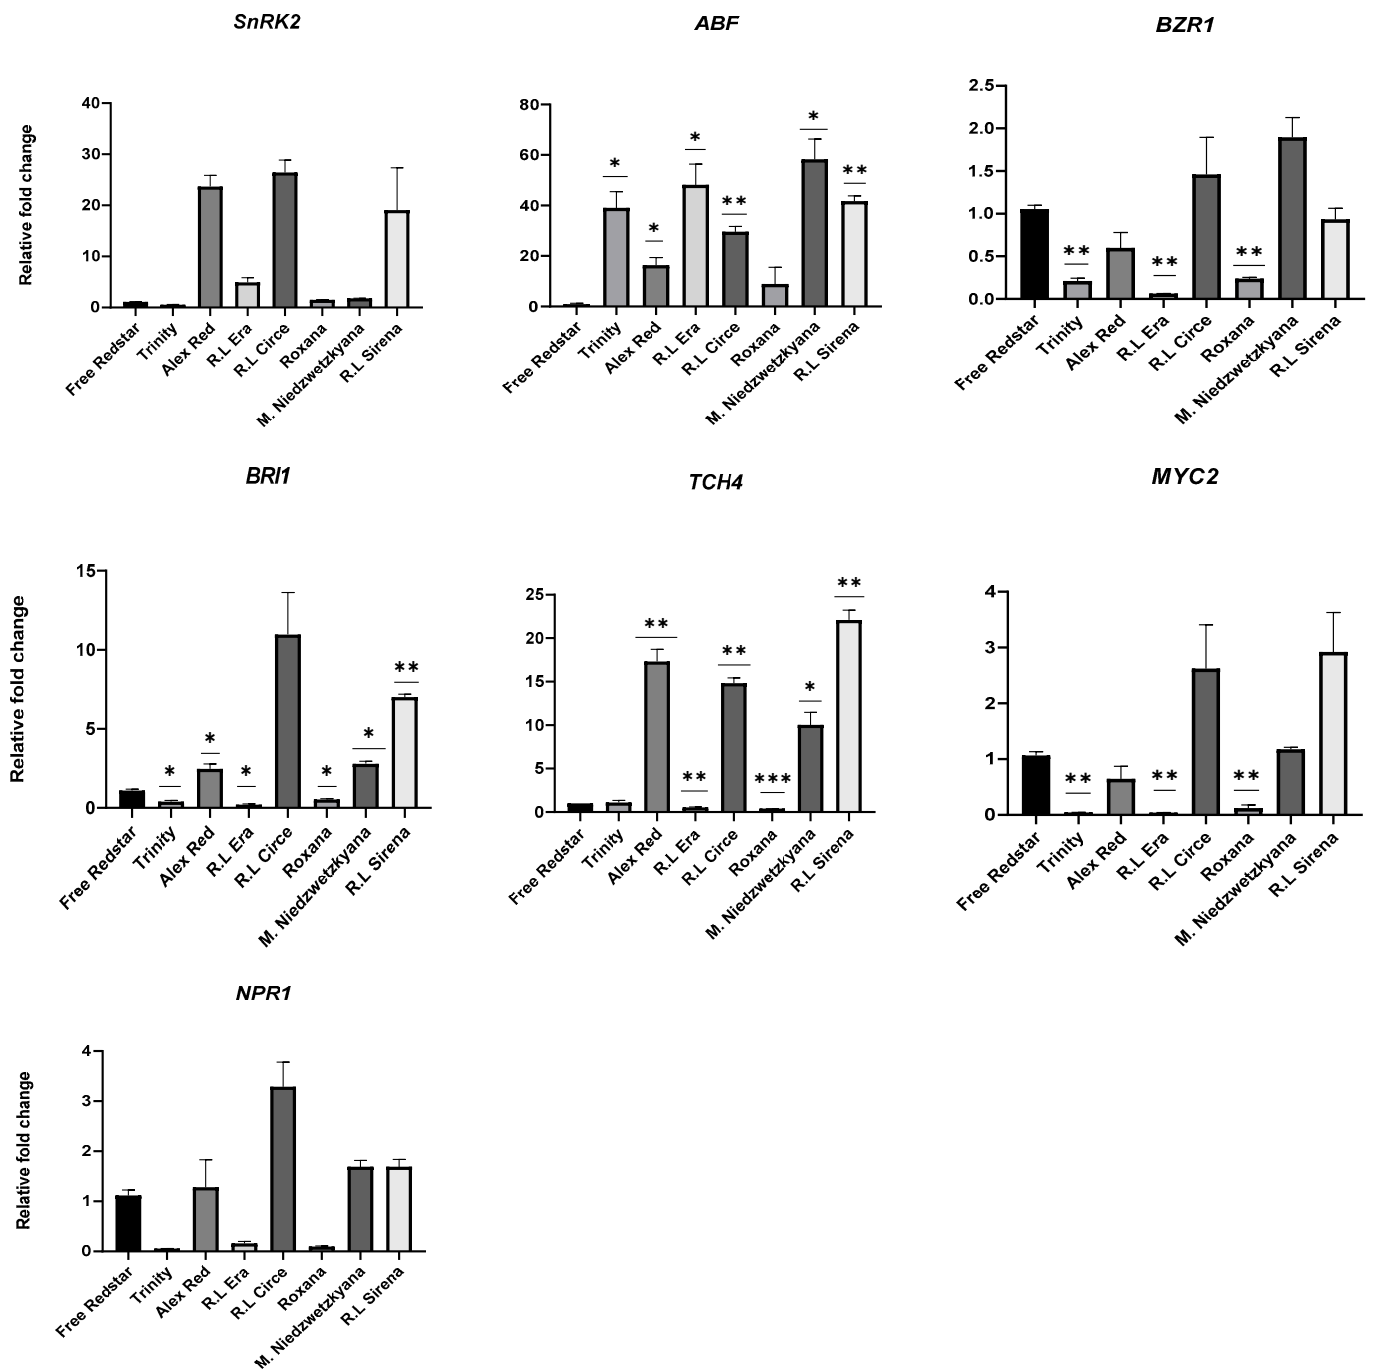 SnRK2
Relative fold change
40
30
20
10
0
Free Redstar
Trinity
Alex Red
R.L Era
R.L Circe
Roxana
M. Niedzwetzkyana
R.L Sirena
ABF
80
60
40
20
0
*
*
*
**
*
**
Free Redstar
Trinity
Alex Red
R.L Era
R.L Circe
Roxana
M. Niedzwetzkyana
R.L Sirena
BZR1
2.5
2.0
1.5
1.0
0.5
0.0
**
**
**
Free Redstar
Trinity
Alex Red
R.L Era
R.L Circe
Roxana
M. Niedzwetzkyana
R.L Sirena
BRI1
Relative fold change
15
10
5
0
*
*
*
*
*
**
Free Redstar
Trinity
Alex Red
R.L Era
R.L Circe
Roxana
M. Niedzwetzkyana
R.L Sirena
TCH4
25
20
15
10
5
0
**
**
**
***
*
**
Free Redstar
Trinity
Alex Red
R.L Era
R.L Circe
Roxana
M. Niedzwetzkyana
R.L Sirena
MYC2
4
3
2
1
0
**
**
**
Free Redstar
Trinity
Alex Red
R.L Era
R.L Circe
Roxana
M. Niedzwetzkyana
R.L Sirena
NPR1
Relative fold change
4
3
2
1
0
Free Redstar
Trinity
Alex Red
R.L Era
R.L Circe
Roxana
M. Niedzwetzkyana
R.L Sirena